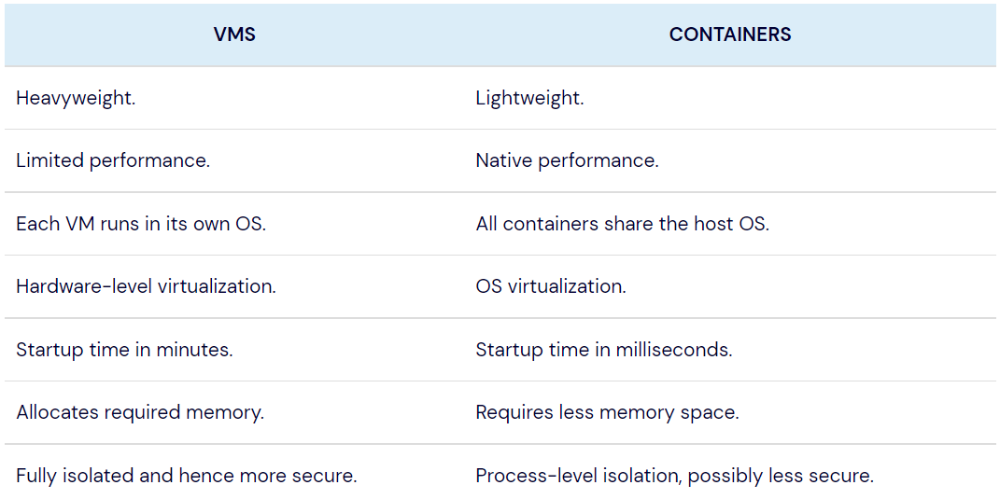 VMS CONTAINERS
Heavyweight. Lightweight.
Limited performance. Native performance.
Each VM runs in its own OS. All containers share the host OS.
Hardware-level virtualization. OS virtualization.
Startup time in minutes. Startup time in milliseconds.
Allocates required memory. Requires less memory space.
Fully isolated and hence more secure. Process-level isolation, possibly less secure.